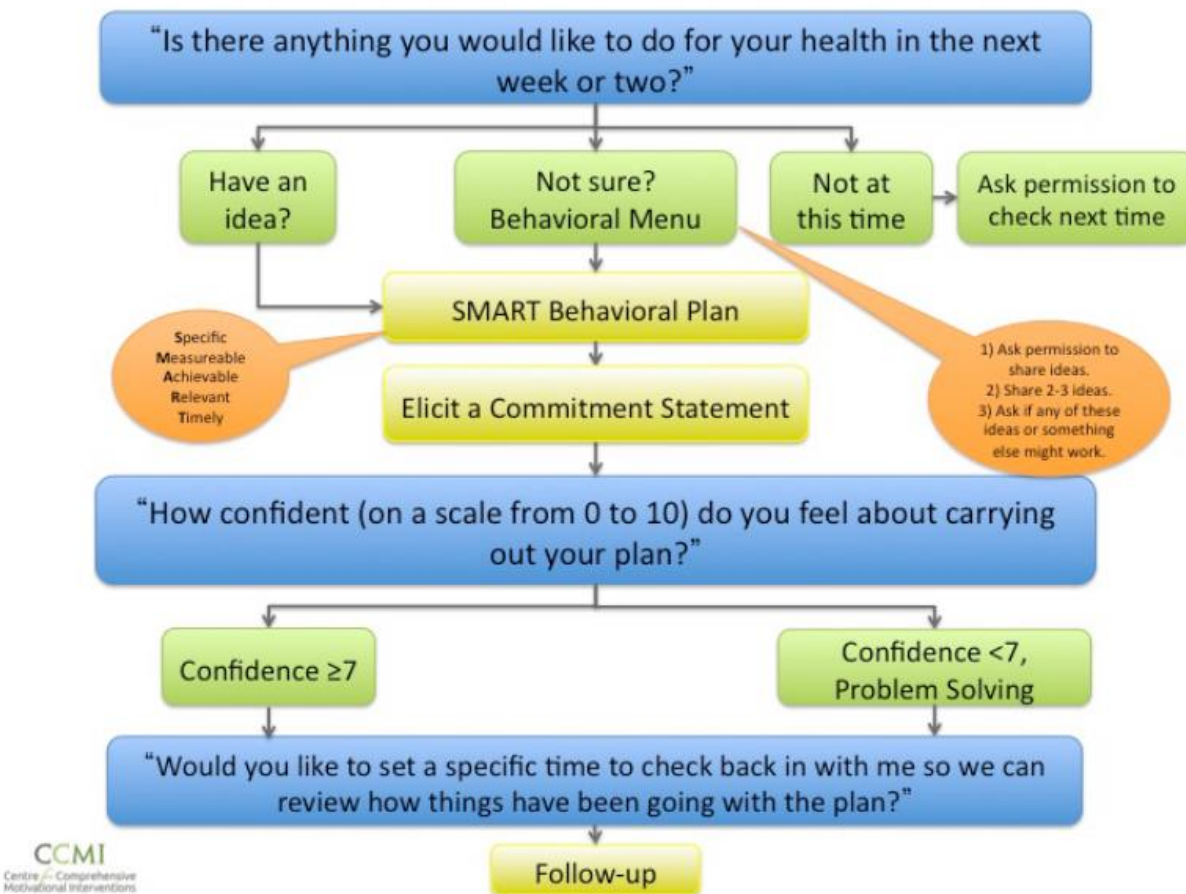 “Is there anything you would like to do for your health in the next
week or two?”
Have an
idea?
Not sure?
Behavioral Menu
Not at
this time
Ask permission to
check next time
SMART Behavioral Plan
Specific
Measureable
Achievable
Relevant
Timely
1) Ask permission to
share ideas.
2) Share 2-3 ideas.
3) Ask if any of these
ideas or something
else might work.
Elicit a Commitment Statement
“How confident (on a scale from 0 to 10) do you feel about carrying
out your plan?”
Confidence ≥7
Confidence <7,
Problem Solving
“Would you like to set a specific time to check back in with me so we can
review how things have been going with the plan?”
Follow-up
CCMI
Centre for Comprehensive
Motivational Interventions